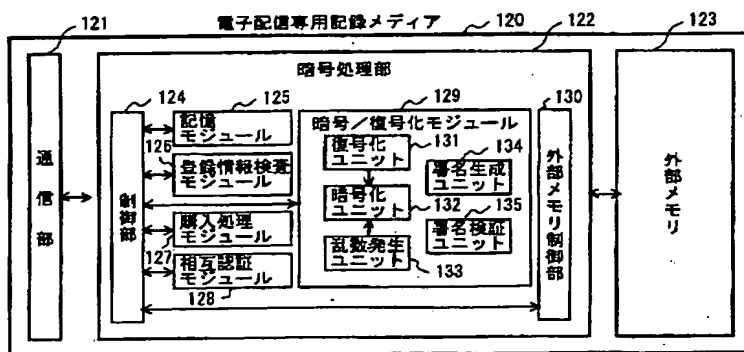 電子配信専用記録メディア
120
121
122
123
暗号処理部
124
125
129
130
記憶
モジュール
126
登録情報検査
モジュール
127
購入処理
モジュール
相互認証
モジュール
128
制御部
通信部
暗号／復号化モジュール
131
復号化
ユニット
134
署名生成
ユニット
暗号化
ユニット
132
135
署名検証
ユニット
乱数発生
ユニット
133
外部メモリ制御部
外部メモリ